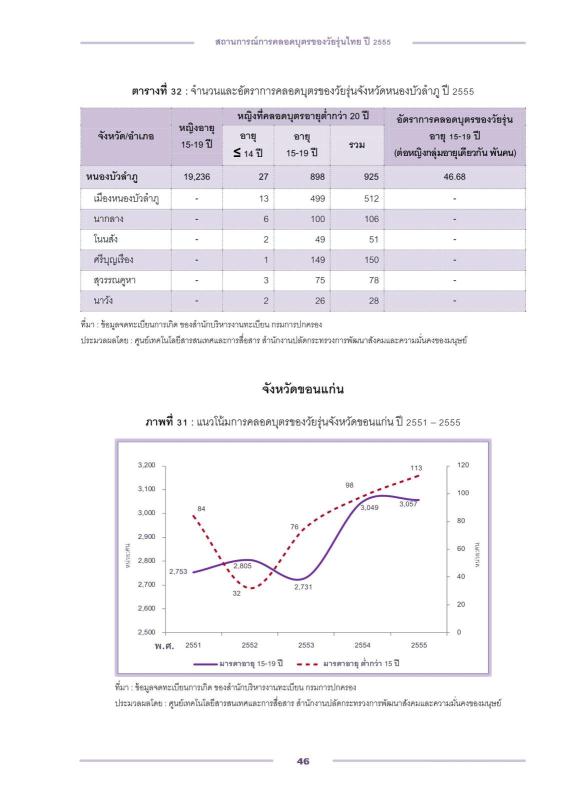 สถานการณ์การคลอดบุตรของวัยรุ่นไทย ปี 2555
ตารางที่ 32 : จำนวนและอัตราการคลอดบุตรของวัยรุ่นจังหวัดหนองบัวลำภู ปี 2555
จังหวัด/อำเภอ หญิงอายุ 15-19 ปี หญิงที่คลอดบุตรอายุต่ำกว่า 20 ปี อัตราการคลอดบุตรของวัยรุ่น อายุ 15-19 ปี (ต่อหญิงกลุ่มอายุเดียวกัน พันคน)
อายุ ≤ 14 ปี อายุ 15-19 ปี รวม
หนองบัวลำภู 19,236 27 898 925 46.68
เมืองหนองบัวลำภู - 13 499 512 -
นากลาง - 6 100 106 -
โนนสัง - 2 49 51 -
ศรีบุญเรือง - 1 149 150 -
สุวรรณคูหา - 3 75 78 -
นาวัง - 2 26 28 -
ที่มา : ข้อมูลจดทะเบียนการเกิด ของสำนักบริหารงานทะเบียน กรมการปกครอง
ประมวลผลโดย : ศูนย์เทคโนโลยีสารสนเทศและการสื่อสาร สำนักงานปลัดกระทรวงการพัฒนาสังคมและความมั่นคงของมนุษย์
จังหวัดขอนแก่น
ภาพที่ 31 : แนวโน้มการคลอดบุตรของวัยรุ่นจังหวัดขอนแก่น ปี 2551 – 2555
3,200
3,100
3,000
2,900
2,800
2,700
2,600
2,500
หน่วย:คน
84
32
76
98
113
2,753
2,805
2,731
3,049
3,057
120
100
80
60
40
20
0
หน่วย:คน
พ.ศ. 2551 2552 2553 2554 2555
มารดาอายุ 15-19 ปี มารดาอายุ ต่ำกว่า 15 ปี
ที่มา : ข้อมูลจดทะเบียนการเกิด ของสำนักบริหารงานทะเบียน กรมการปกครอง
ประมวลผลโดย : ศูนย์เทคโนโลยีสารสนเทศและการสื่อสาร สำนักงานปลัดกระทรวงการพัฒนาสังคมและความมั่นคงของมนุษย์
46